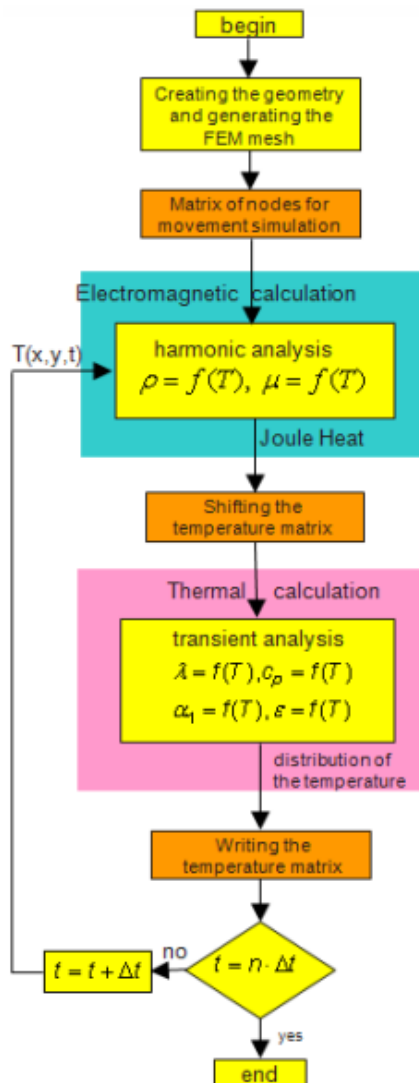 begin
Creating the geometry
and generating the
FEM mesh
Matrix of nodes for
movement simulation
Electromagnetic calculation
T(x,y,t)
harmonic analysis
ρ = f(T), μ = f(T)
Joule Heat
Shifting the
temperature matrix
Thermal calculation
transient analysis
λ = f(T), cₚ = f(T)
α₁ = f(T), ε = f(T)
distribution of
the temperature
Writing the
temperature matrix
t = n · Δt
no
t = t + Δt
yes
end